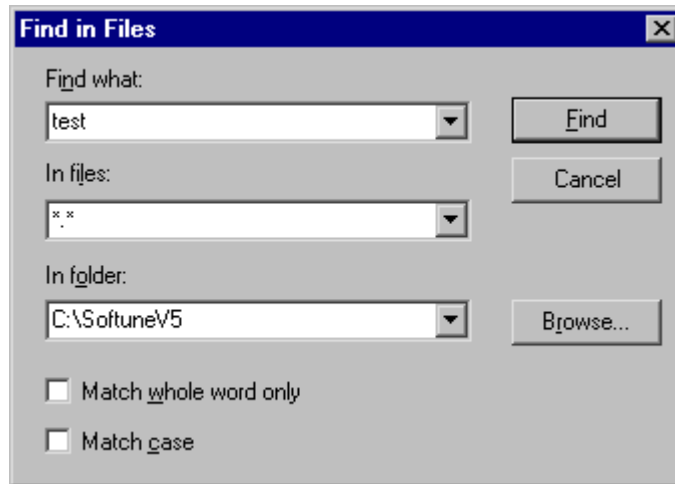 Find in Files
Find what:
test
Find
In files:
Cancel
*.*
In folder:
C:\SoftuneV5
Browse...
Match whole word only
Match case